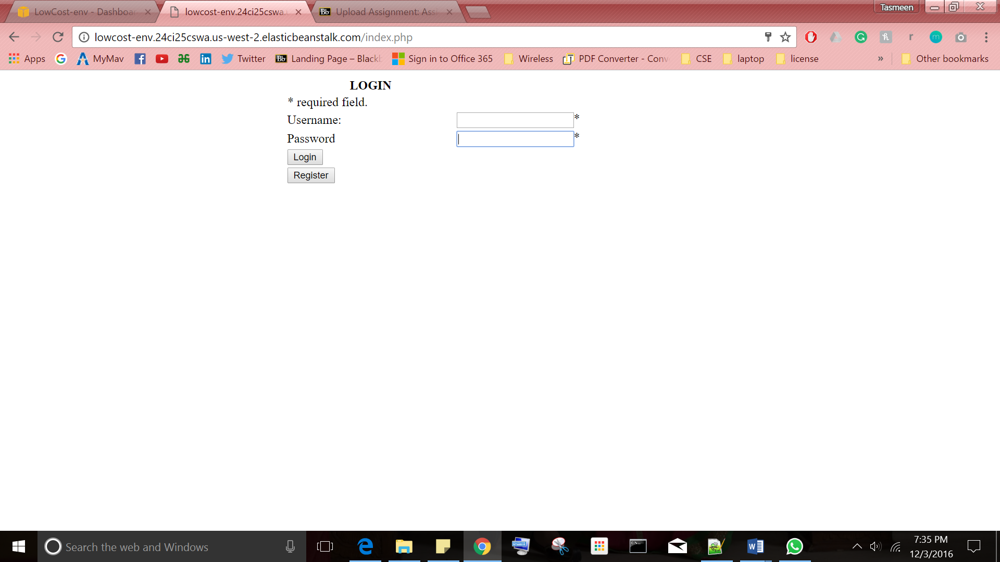 LowCost-env - Dashboar
lowcost-env.24ci25cswa.
Bb Upload Assignment: Assi
Tasmeen
lowcost-env.24ci25cswa.us-west-2.elasticbeanstalk.com/index.php
Apps MyMav Twitter Bb Landing Page – Blackb Sign in to Office 365 Wireless PDF Converter - Conv CSE laptop license » Other bookmarks
LOGIN
* required field.
Username: *
Password *
Login
Register
Search the web and Windows
7:35 PM
12/3/2016